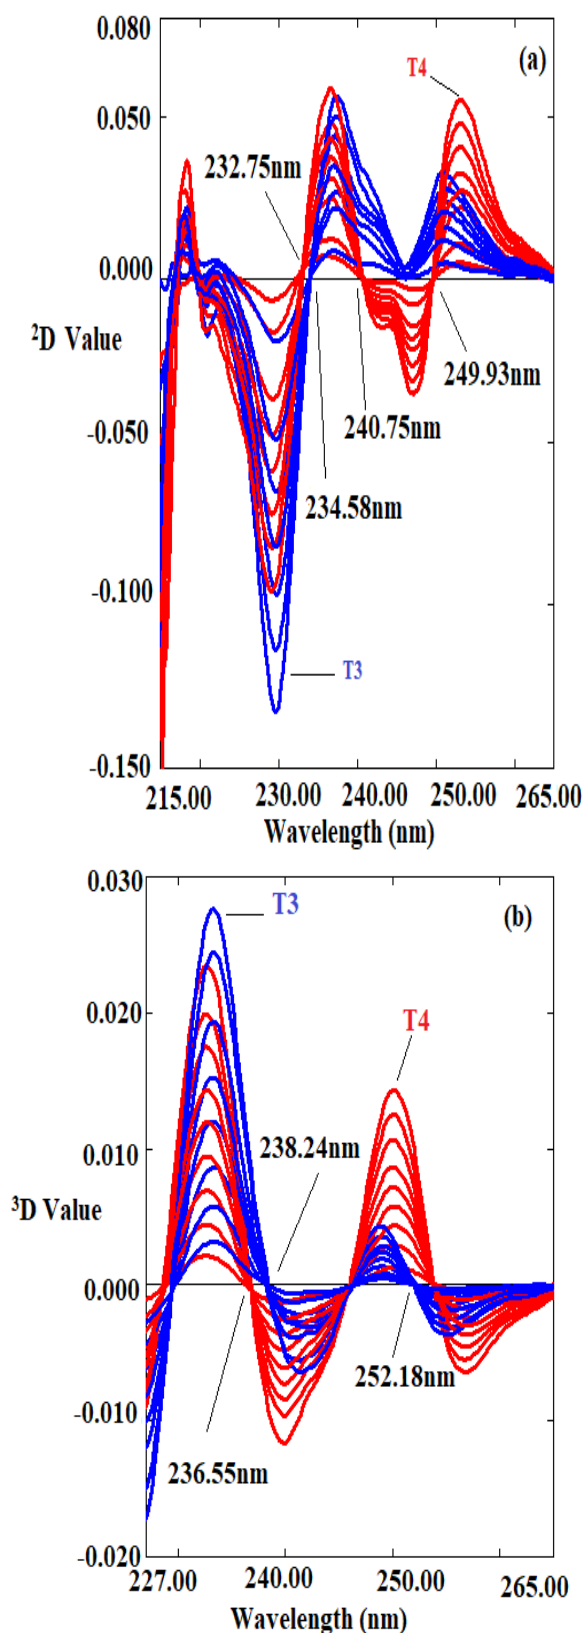 0.080
(a)
T4
0.050
232.75nm
0.000
²D Value
249.93nm
240.75nm
-0.050
234.58nm
-0.100
T3
-0.150
215.00 230.00 240.00 250.00 265.00
Wavelength (nm)
0.030
T3
(b)
0.020
T4
0.010
238.24nm
³D Value
0.000
252.18nm
-0.010
236.55nm
-0.020
227.00 240.00 250.00 265.00
Wavelength (nm)